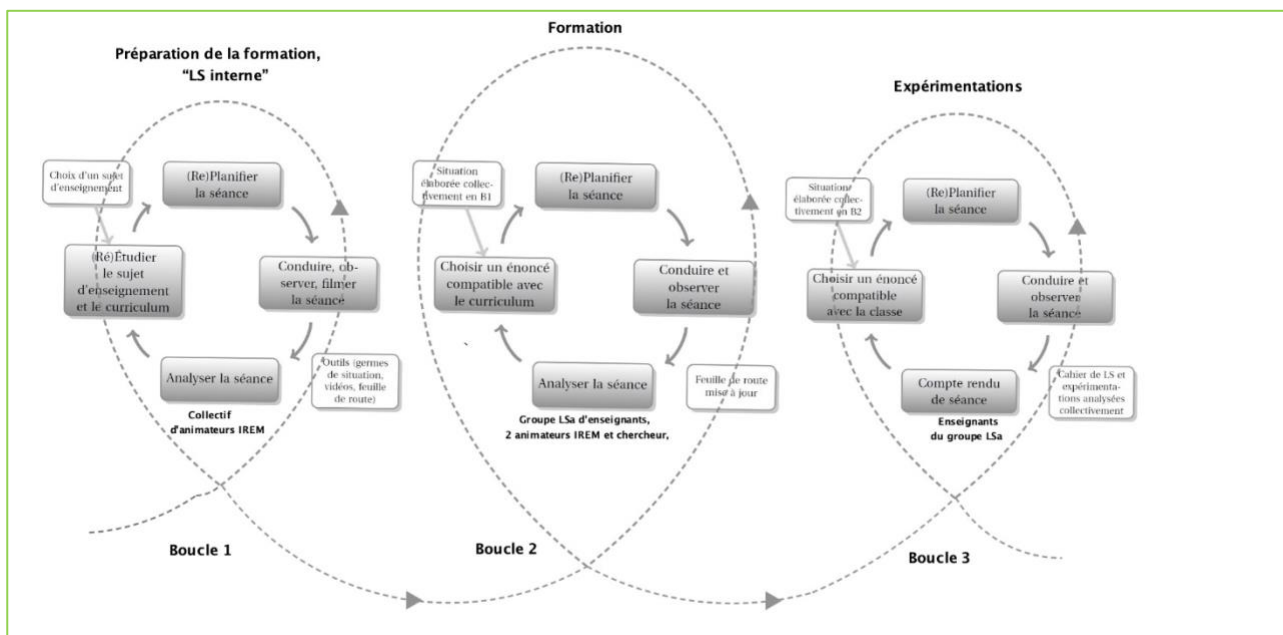 Préparation de la formation,
"LS interne"
Choix d'un sujet
d'enseignement
(Re)Planifier
la séance
(Ré)Étudier
le sujet
d'enseignement
et le curriculum
Conduire, ob-
server, filmer
la séance
Analyser la séance
Outils (germes
de situation,
vidéos, feuille
de route)
Collectif
d'animateurs IREM
Boucle 1
Formation
Situation
élaborée collec-
tivement en B1
(Re)Planifier
la séance
Choisir un énoncé
compatible avec
le curriculum
Conduire et
observer
la séance
Analyser la séance
Feuille de route
mise à jour
Groupe LSa d'enseignants,
2 animateurs IREM et chercheur,
Boucle 2
Expérimentations
Situation
élaborée collec-
tivement en B2
(Re)Planifier
la séance
Choisir un énoncé
compatible
avec la classe
Conduire et
observer
la séance
Compte rendu
de séance
Cahier de LS et
expérimenta-
tions analysées
collectivement
Enseignants
du groupe LSa
Boucle 3